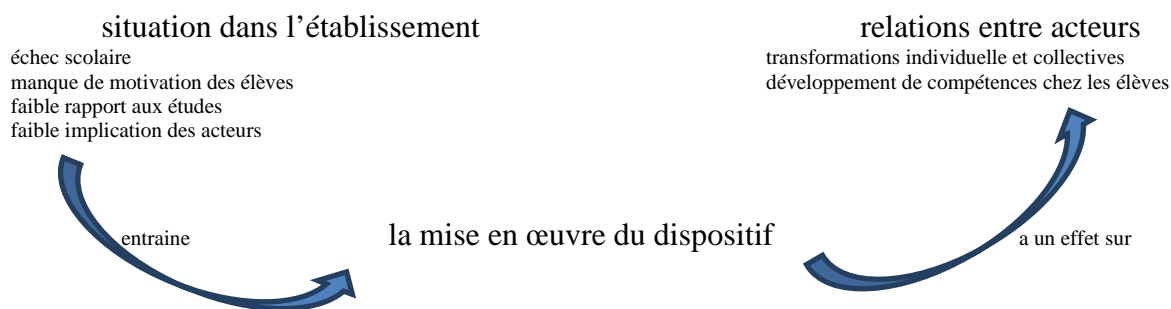 situation dans l’établissement
échec scolaire
manque de motivation des élèves
faible rapport aux études
faible implication des acteurs
relations entre acteurs
transformations individuelle et collectives
développement de compétences chez les élèves
entraine
la mise en œuvre du dispositif
a un effet sur